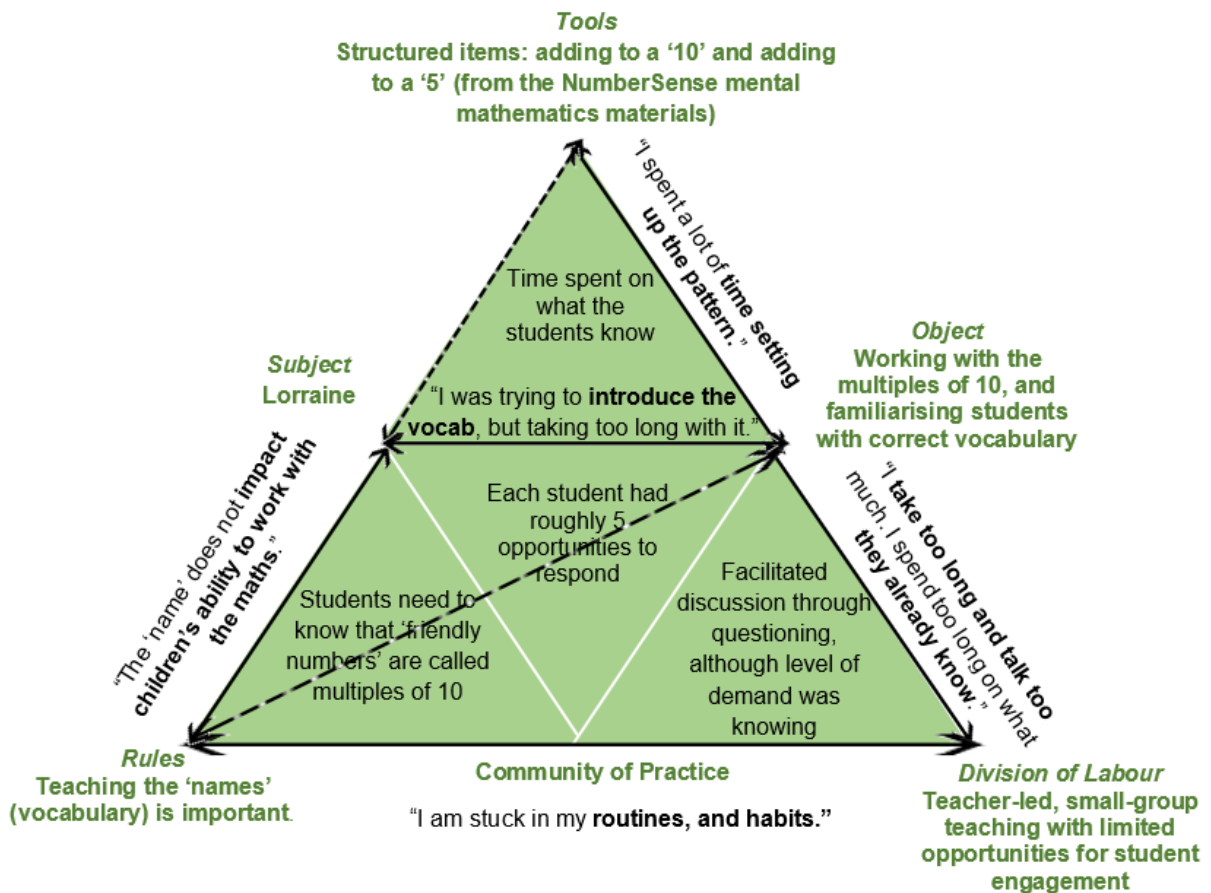 Tools
Structured items: adding to a ‘10’ and adding
to a ‘5’ (from the NumberSense mental
mathematics materials)
“I spent a lot of time setting
up the pattern.”
Time spent on
what the
students know
Subject
Lorraine
“I was trying to introduce the
vocab, but taking too long with it.”
Object
Working with the
multiples of 10, and
familiarising students
with correct vocabulary
“The ‘name’ does not impact
children’s ability to work with
the maths.”
Each student had
roughly 5
opportunities to
respond
“I take too long and talk too
much. I spend too long on what
they already know.”
Students need to
know that ‘friendly
numbers’ are called
multiples of 10
Facilitated
discussion through
questioning,
although level of
demand was
knowing
Rules
Teaching the ‘names’
(vocabulary) is important.
Community of Practice
“I am stuck in my routines, and habits.”
Division of Labour
Teacher-led, small-group
teaching with limited
opportunities for student
engagement